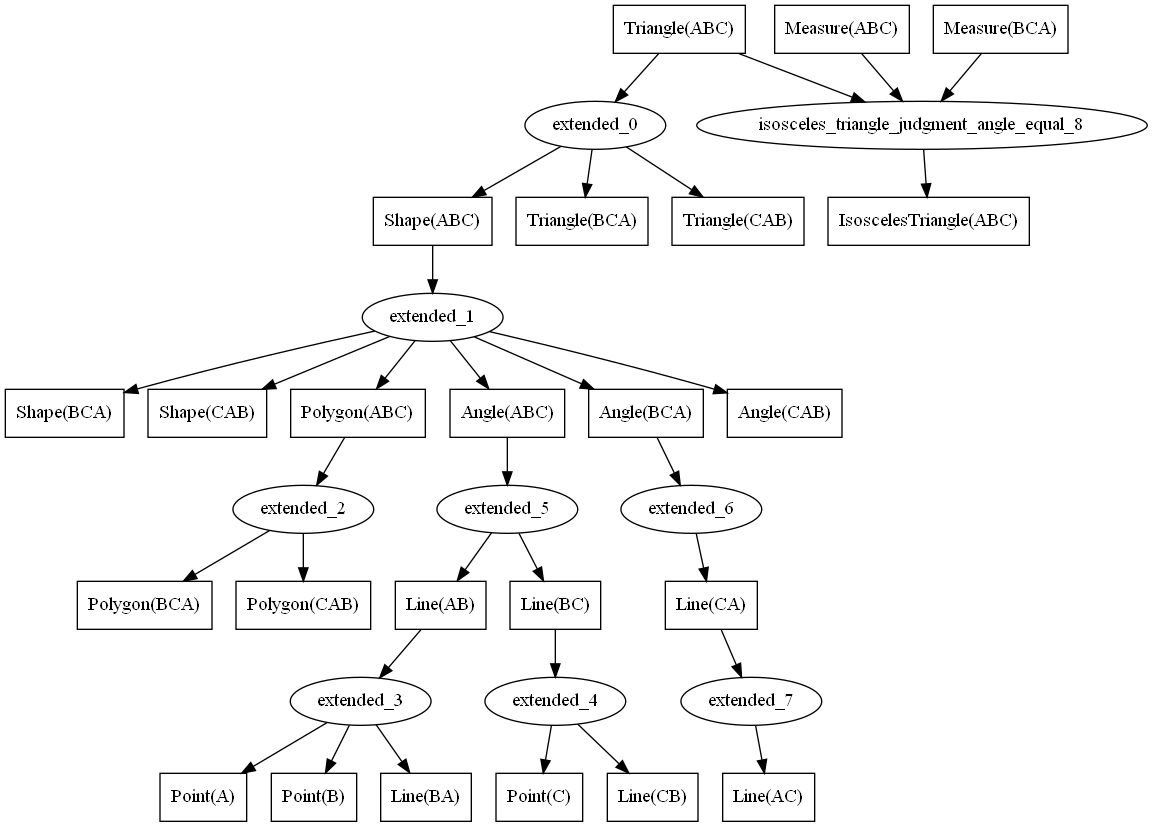 Triangle(ABC)
Measure(ABC)
Measure(BCA)
extended_0
isosceles_triangle_judgment_angle_equal_8
Shape(ABC)
Triangle(BCA)
Triangle(CAB)
IsoscelesTriangle(ABC)
extended_1
Shape(BCA)
Shape(CAB)
Polygon(ABC)
Angle(ABC)
Angle(BCA)
Angle(CAB)
extended_2
extended_5
extended_6
Polygon(BCA)
Polygon(CAB)
Line(AB)
Line(BC)
Line(CA)
extended_3
extended_4
extended_7
Point(A)
Point(B)
Line(BA)
Point(C)
Line(CB)
Line(AC)